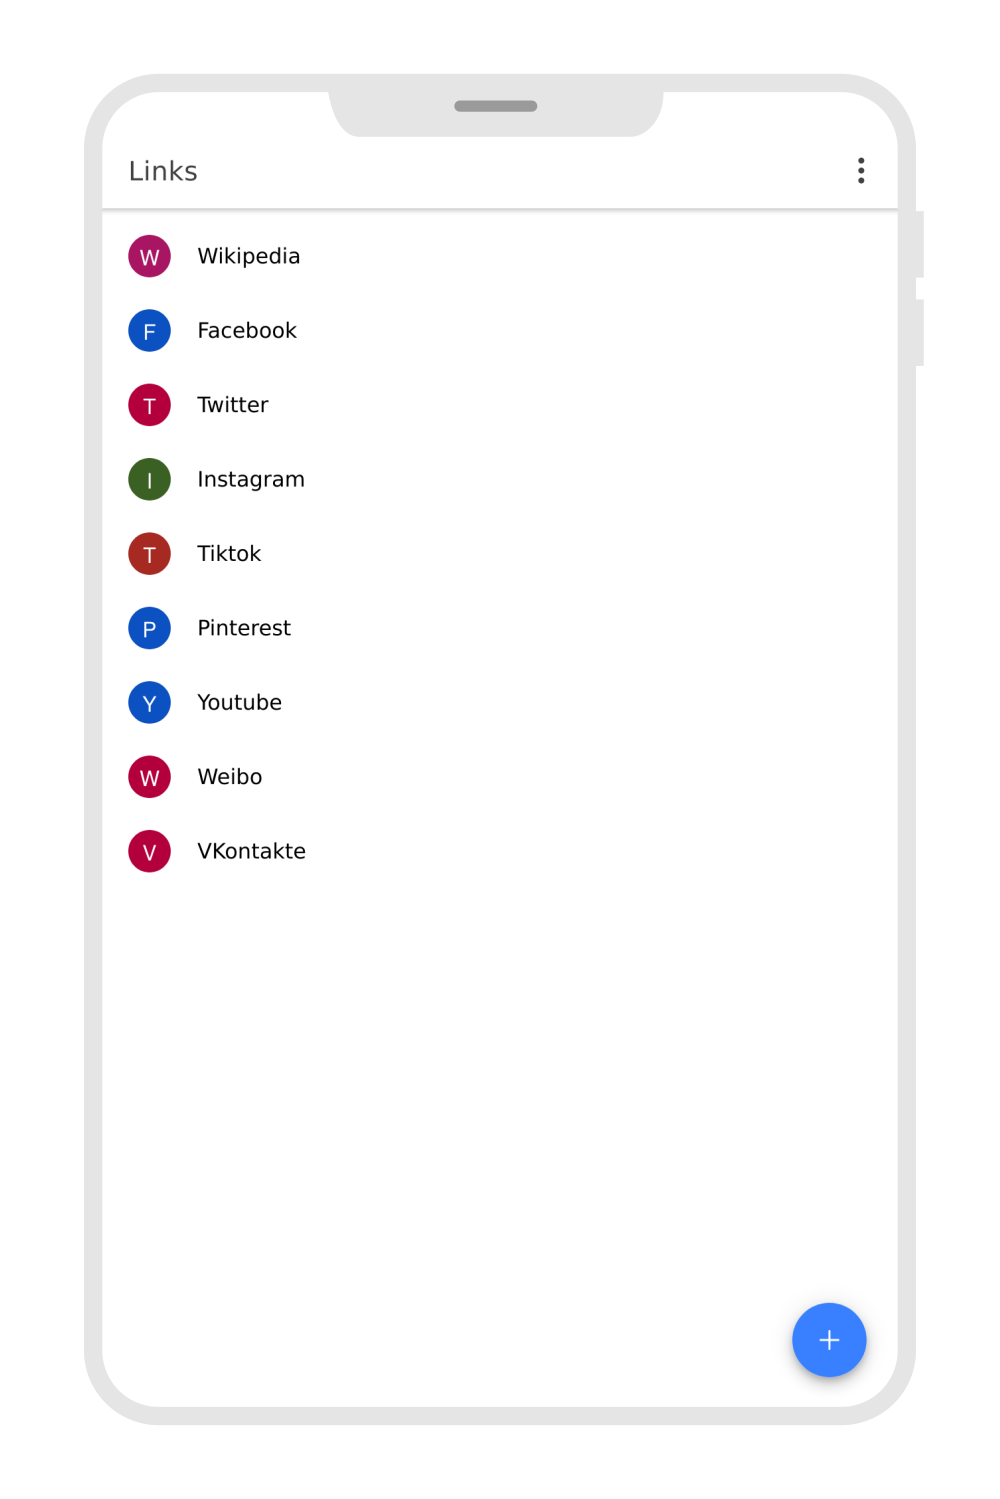 Links
W Wikipedia
F Facebook
T Twitter
I Instagram
T Tiktok
P Pinterest
Y Youtube
W Weibo
V VKontakte
+